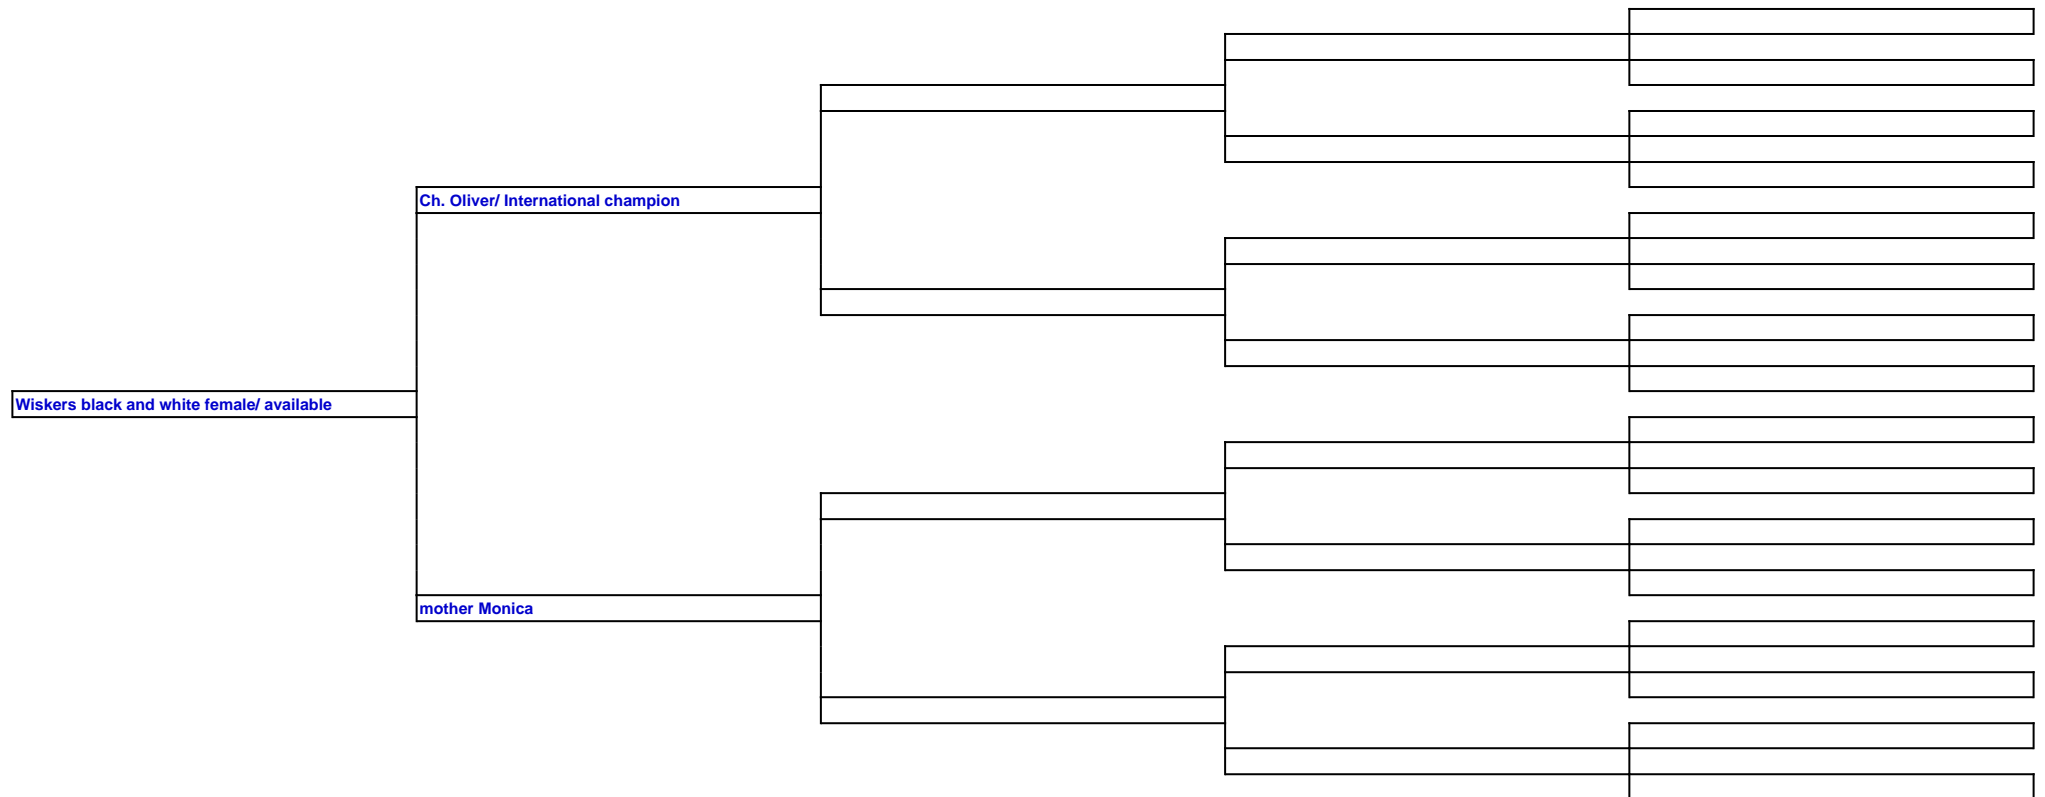 Ch. Oliver/ International champion
Wiskers black and white female/ available
mother Monica